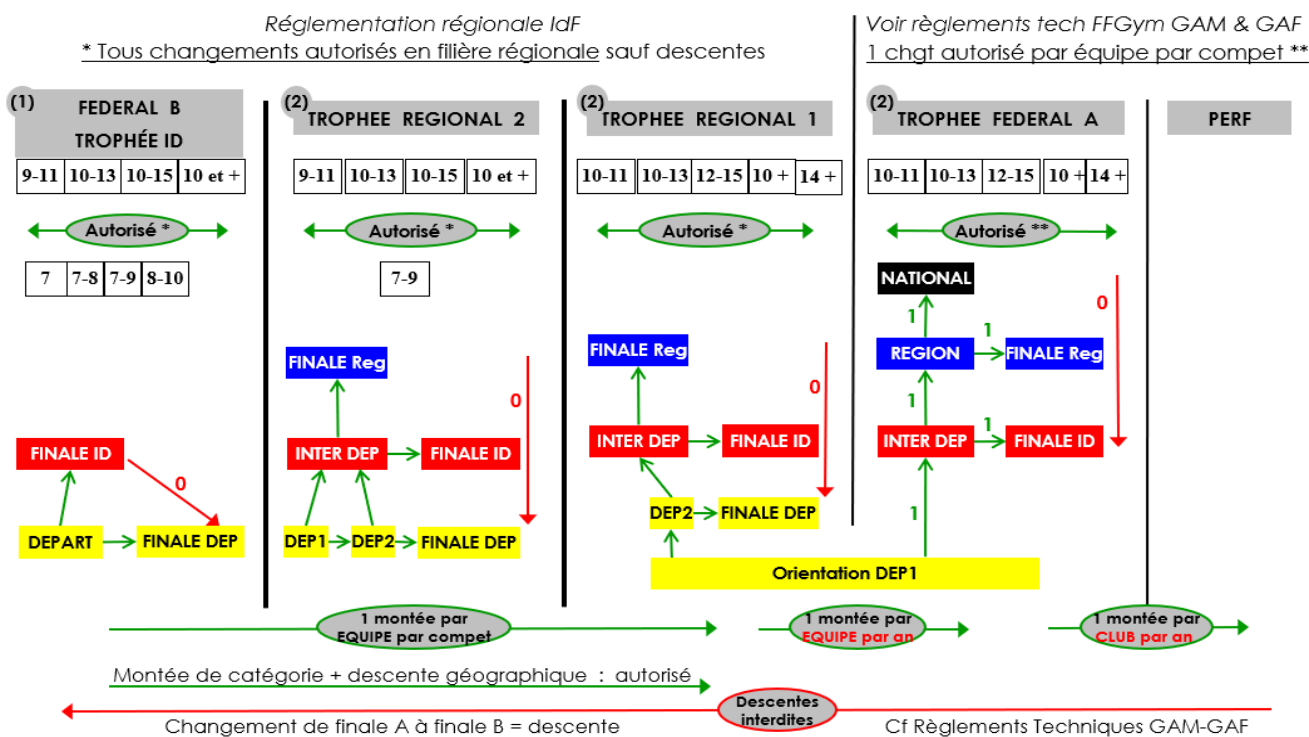 Réglementation régionale IdF
* Tous changements autorisés en filière régionale sauf descentes
Voir règlements tech FFGym GAM & GAF
1 chgt autorisé par équipe par compet **
(1)
FEDERAL B
TROPHÉE ID
9-11 10-13 10-15 10 et +
Autorisé *
7 7-8 7-9 8-10
FINALE ID
0
DEPART
FINALE DEP
(2)
TROPHEE REGIONAL 2
9-11 10-13 10-15 10 et +
Autorisé *
7-9
FINALE Reg
0
INTER DEP
FINALE ID
DEP1
DEP2
FINALE DEP
(2)
TROPHEE REGIONAL 1
10-11 10-13 12-15 10 + 14 +
Autorisé *
FINALE Reg
0
INTER DEP
FINALE ID
DEP2
FINALE DEP
(2)
TROPHEE FEDERAL A
10-11 10-13 12-15 10 + 14 +
Autorisé **
NATIONAL
0
1
1
REGION
FINALE Reg
1
1
INTER DEP
FINALE ID
1
Orientation DEP1
PERF
1 montée par
EQUIPE par compet
1 montée par
EQUIPE par an
1 montée par
CLUB par an
Montée de catégorie + descente géographique : autorisé
Descentes
interdites
Changement de finale A à finale B = descente
Cf Règlements Techniques GAM-GAF